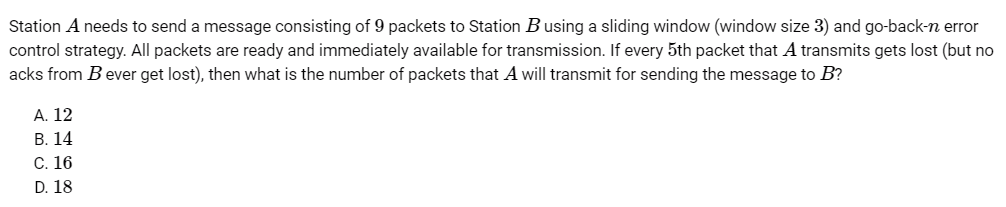 Station A needs to send a message consisting of 9 packets to Station B using a sliding window (window size 3) and go-back-n error
control strategy. All packets are ready and immediately available for transmission. If every 5th packet that A transmits gets lost (but no
acks from B ever get lost), then what is the number of packets that A will transmit for sending the message to B?
A. 12
B. 14
C. 16
D. 18